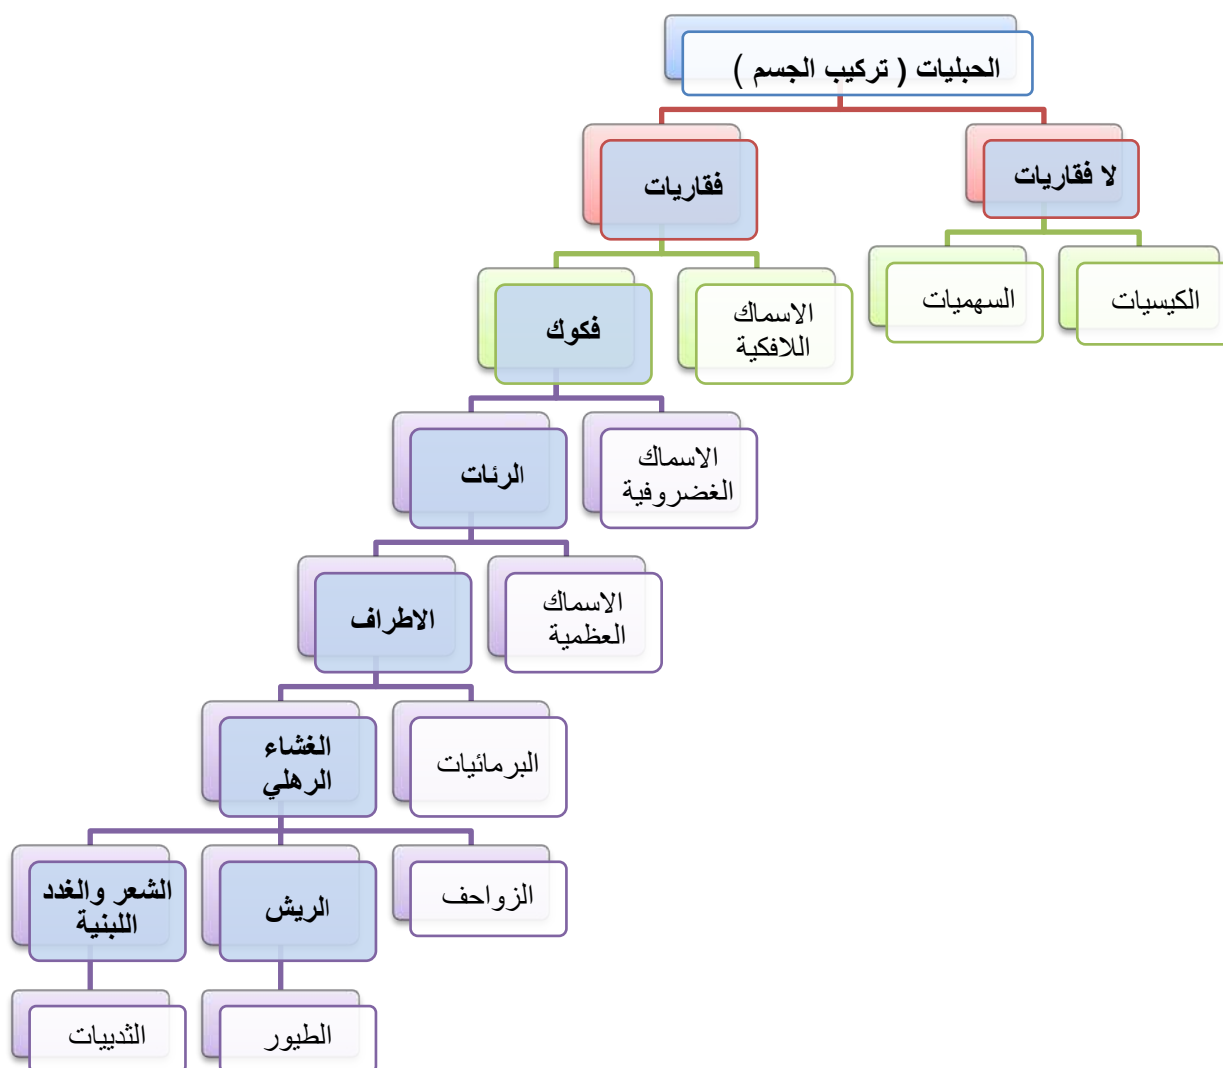 الحبليات ( تركيب الجسم )
لا فقاريات
فقاريات
الكيسيات
السهميات
الاسماك
اللافكية
فكوك
الاسماك
الغضروفية
الرئات
الاسماك
العظمية
الاطراف
البرمائيات
الغشاء
الرهلي
الزواحف
الريش
الشعر والغدد
اللبنية
الطيور
الثدييات